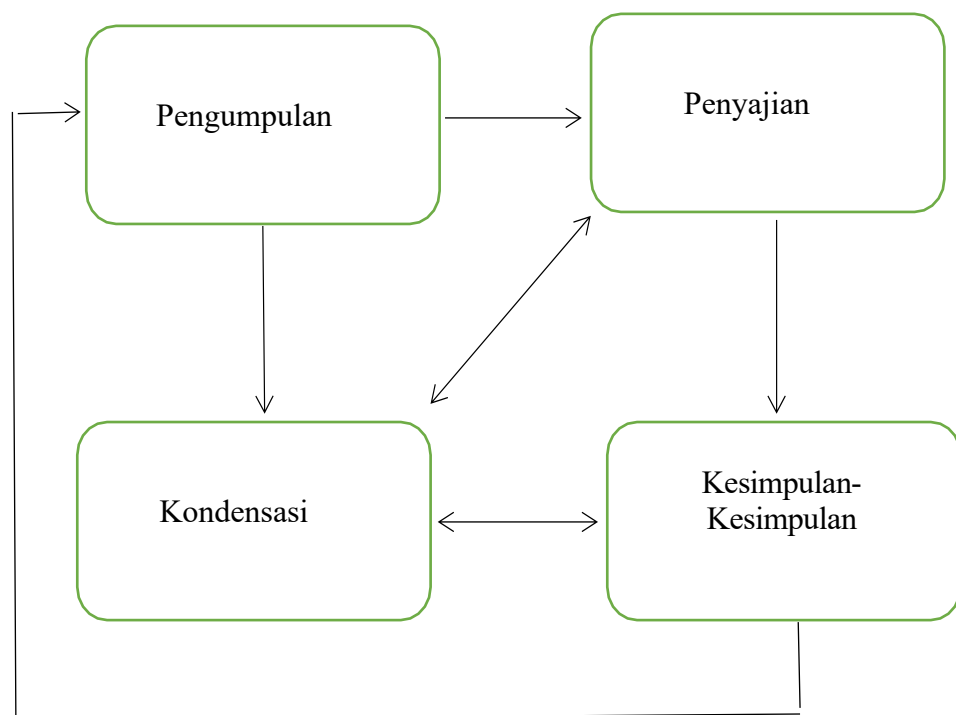 Pengumpulan
Penyajian
Kondensasi
Kesimpulan-
Kesimpulan